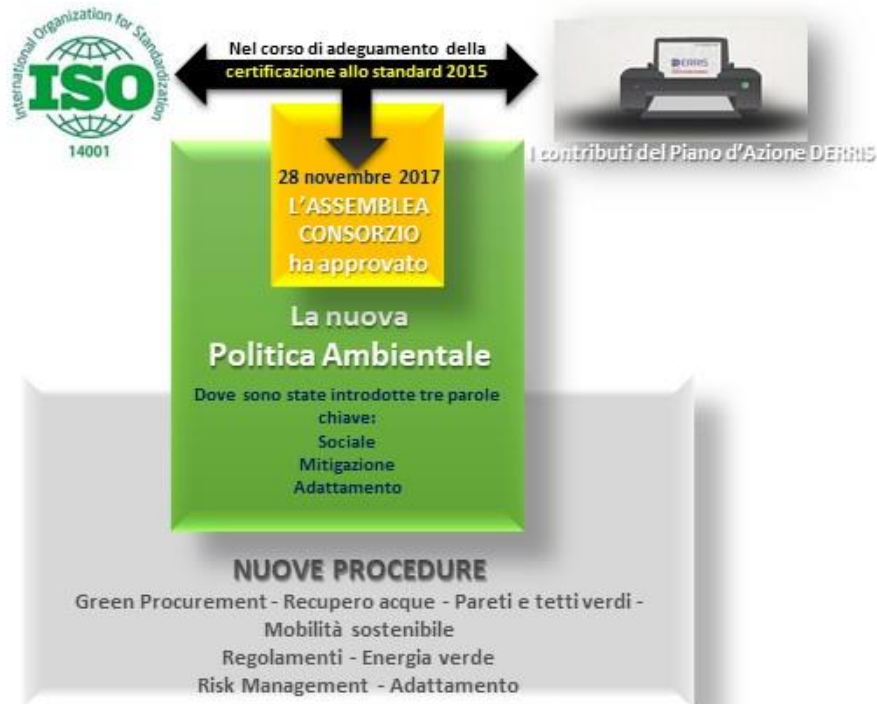 International Organization for Standardization
ISO
14001
Nel corso di adeguamento della
certificazione allo standard 2015
DERRIS
I contributi del Piano d'Azione DERRIS
28 novembre 2017
L'ASSEMBLEA
CONSORZIO
ha approvato
La nuova
Politica Ambientale
Dove sono state introdotte tre parole
chiave:
Sociale
Mitigazione
Adattamento
NUOVE PROCEDURE
Green Procurement - Recupero acque - Pareti e tetti verdi -
Mobilità sostenibile
Regolamenti - Energia verde
Risk Management - Adattamento